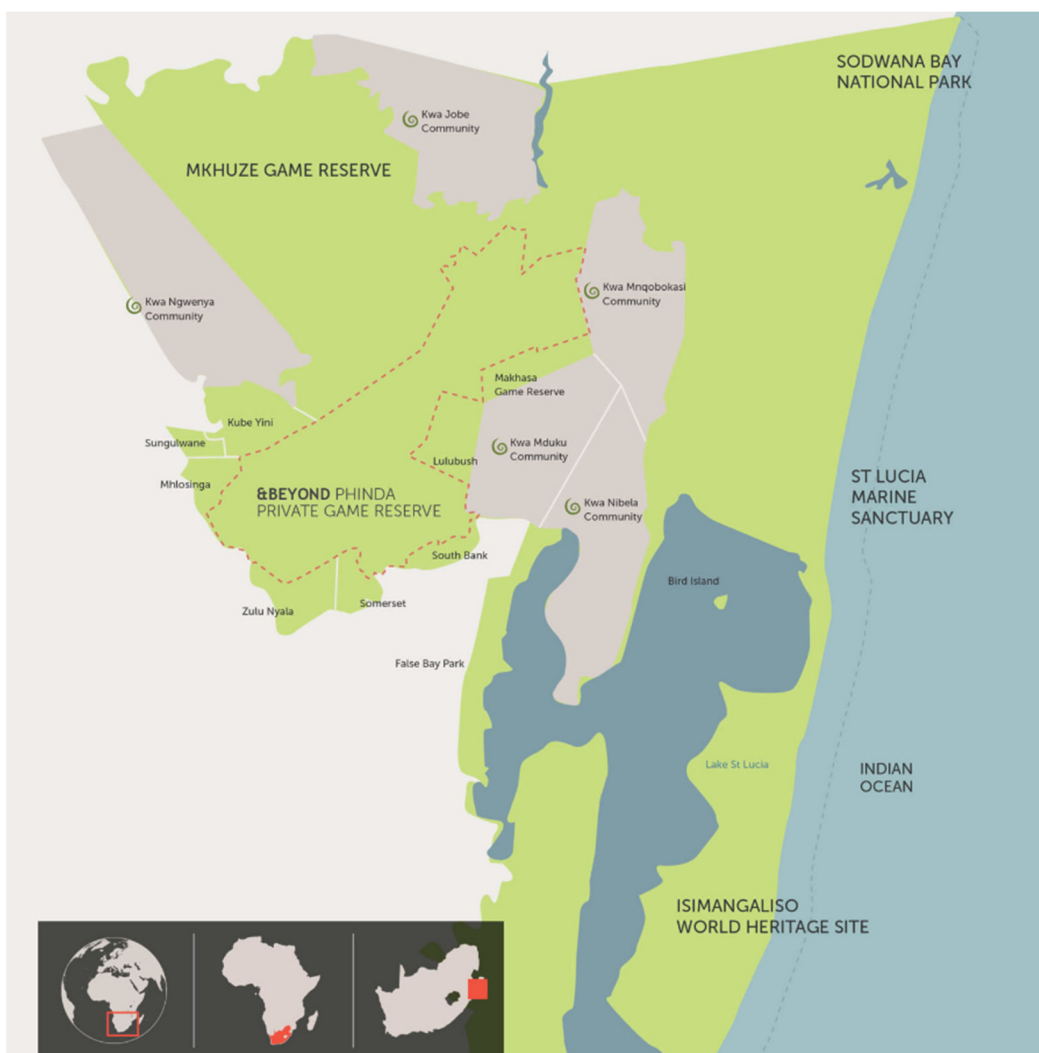 SODWANA BAY
NATIONAL PARK
Kwa Jobe
Community
MKHUZE GAME RESERVE
Kwa Ngwenya
Community
Kwa Mnqobokasi
Community
Makhasa
Game Reserve
Kube Yini
Sungulwane
Kwa Mduku
Community
Lulubush
Mhlosinga
&BEYOND PHINDA
PRIVATE GAME RESERVE
ST LUCIA
MARINE
SANCTUARY
Kwa Nibela
Community
South Bank
Bird Island
Zulu Nyala
Somerset
False Bay Park
Lake St Lucia
INDIAN
OCEAN
ISIMANGALISO
WORLD HERITAGE SITE